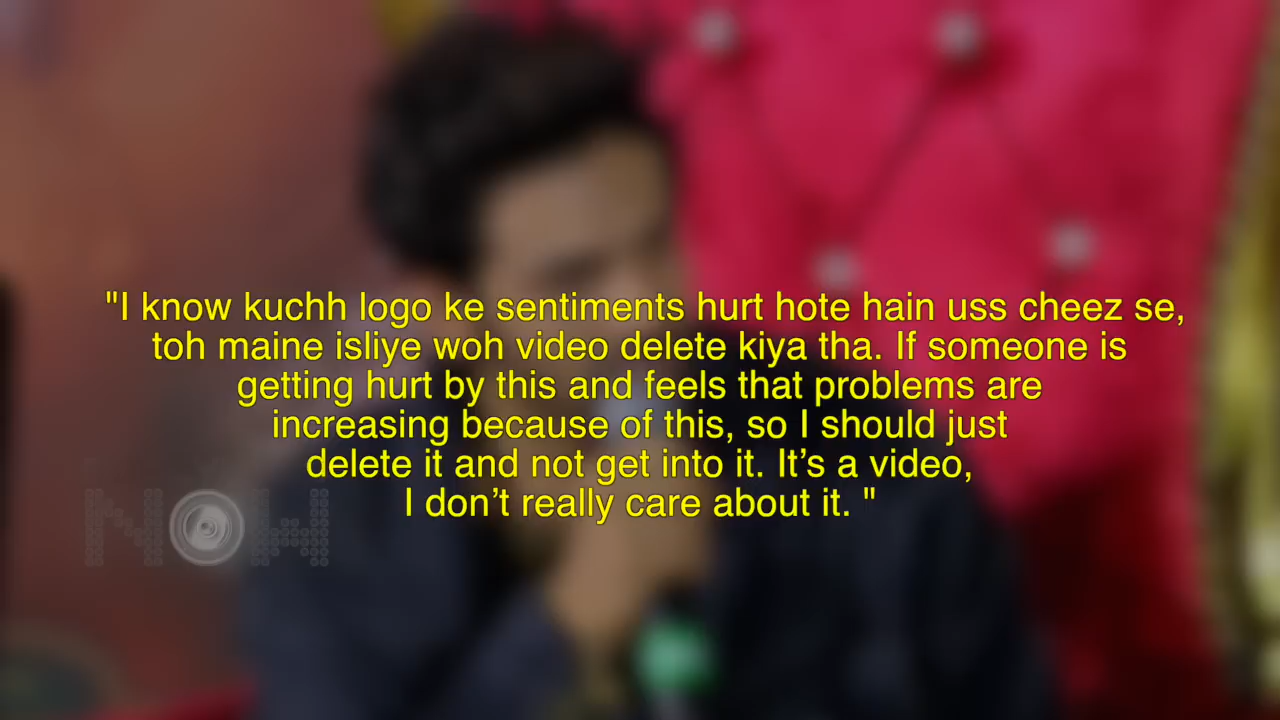 "I know kuchh logo ke sentiments hurt hote hain uss cheez se,
toh maine isliye woh video delete kiya tha. If someone is
getting hurt by this and feels that problems are
increasing because of this, so I should just
delete it and not get into it. It’s a video,
I don’t really care about it. "
NOW